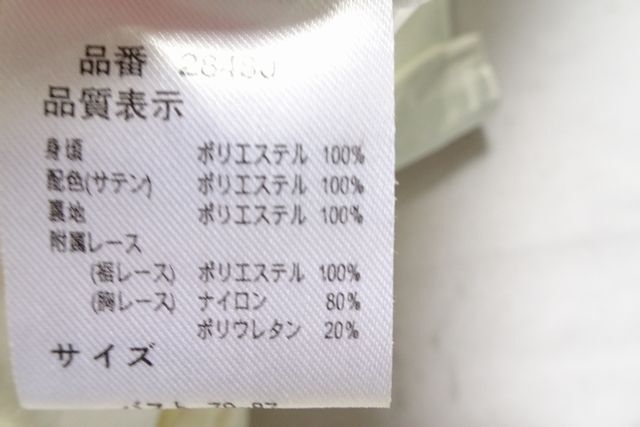 品番
品質表示
身頃 ポリエステル 100%
配色(サテン) ポリエステル 100%
裏地 ポリエステル 100%
附属レース
(裾レース) ポリエステル 100%
(胸レース) ナイロン 80%
ポリウレタン 20%
サイズ